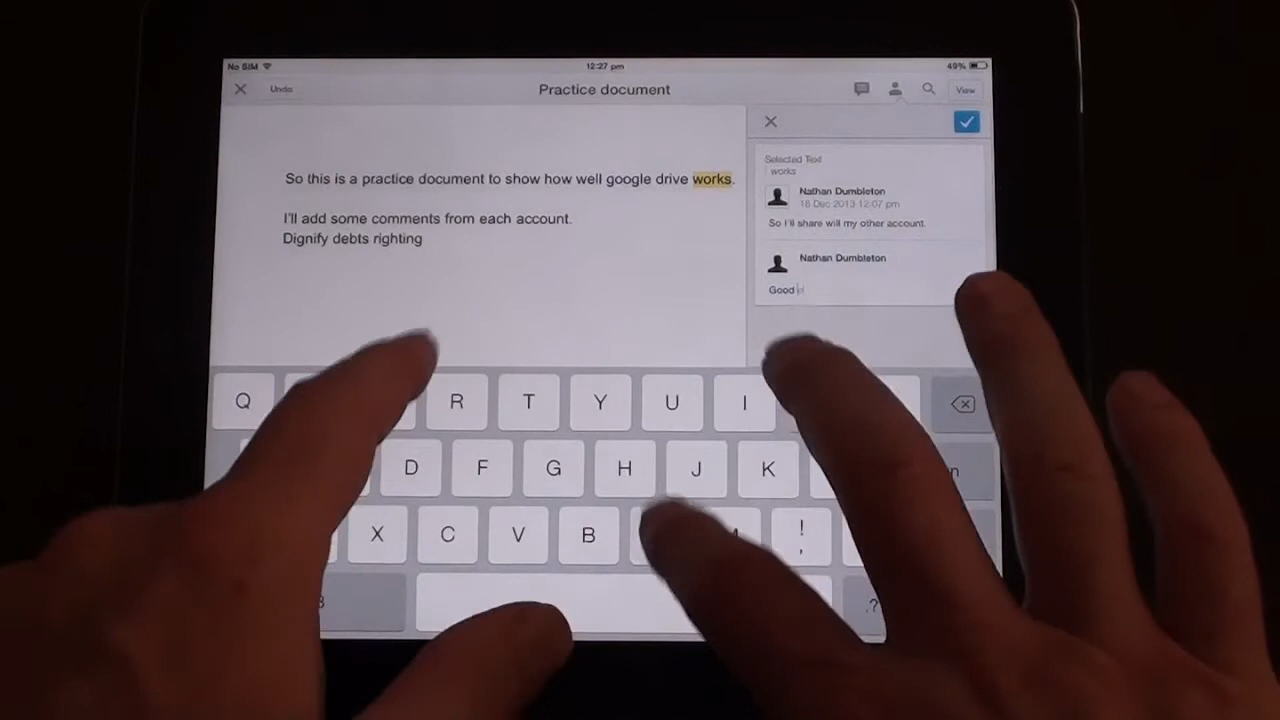 No SIM 12:27 pm 49%
Undo Practice document View
Selected Text
works
So this is a practice document to show how well google drive works.
Nathan Dumbleton
18 Dec 2013 12:07 pm
So I'll share will my other account.
I'll add some comments from each account.
Dignify debts righting
Nathan Dumbleton
Good
Q R T Y U I
D F G H J K
X C V B ! ,
.?